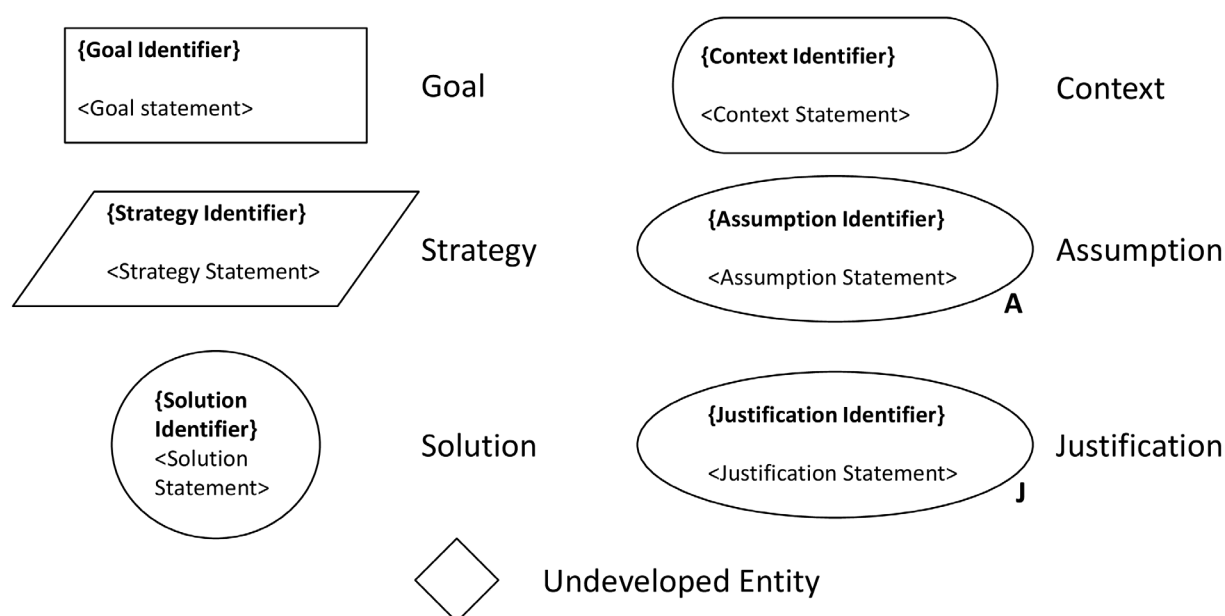 {Goal Identifier}
<Goal statement>
Goal
{Context Identifier}
<Context Statement>
Context
{Strategy Identifier}
<Strategy Statement>
Strategy
{Assumption Identifier}
<Assumption Statement>
A
Assumption
{Solution
Identifier}
<Solution
Statement>
Solution
{Justification Identifier}
<Justification Statement>
J
Justification
Undeveloped Entity